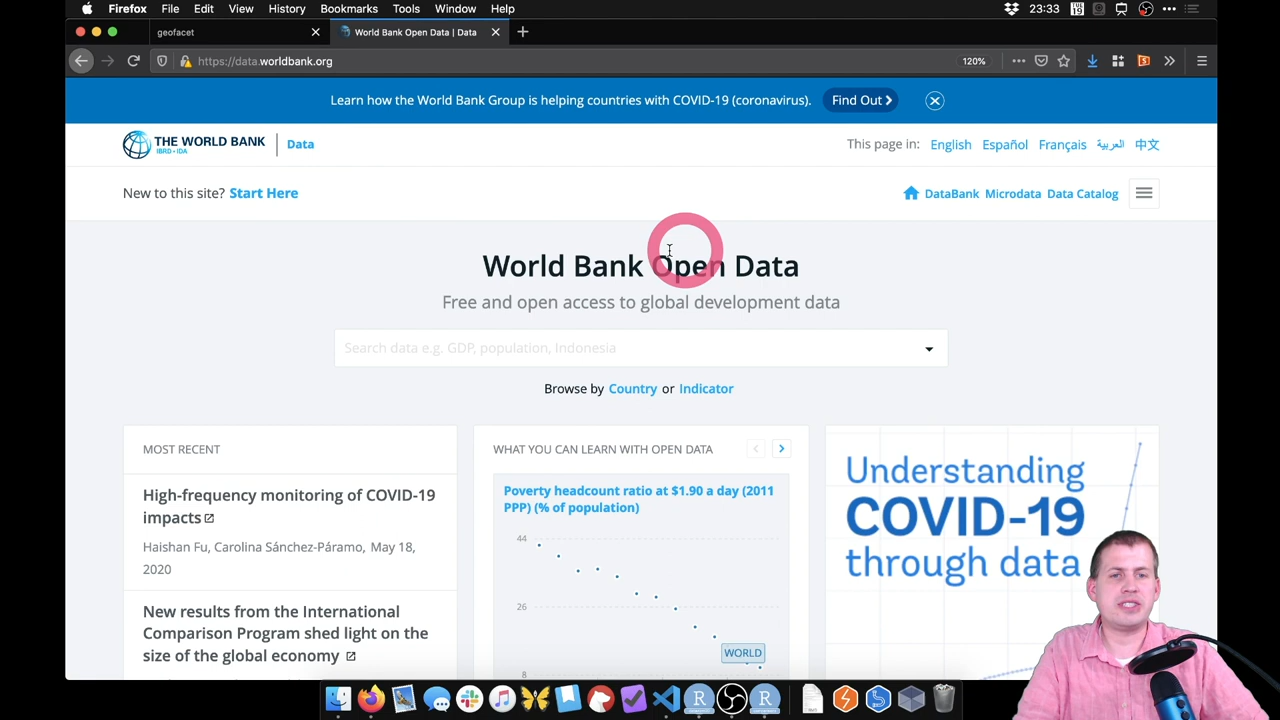 Firefox File Edit View History Bookmarks Tools Window Help 23:33
geofacet World Bank Open Data | Data
https://data.worldbank.org 120%
Learn how the World Bank Group is helping countries with COVID-19 (coronavirus). Find Out
THE WORLD BANK
IBRD • IDA
Data
This page in: English Español Français العربية 中文
New to this site? Start Here
DataBank Microdata Data Catalog
World Bank Open Data
Free and open access to global development data
Search data e.g. GDP, population, Indonesia
Browse by Country or Indicator
MOST RECENT
High-frequency monitoring of COVID-19
impacts
Haishan Fu, Carolina Sánchez-Páramo, May 18,
2020
New results from the International
Comparison Program shed light on the
size of the global economy
WHAT YOU CAN LEARN WITH OPEN DATA
Poverty headcount ratio at $1.90 a day (2011
PPP) (% of population)
44
26
8
WORLD
Understanding
COVID-19
through data